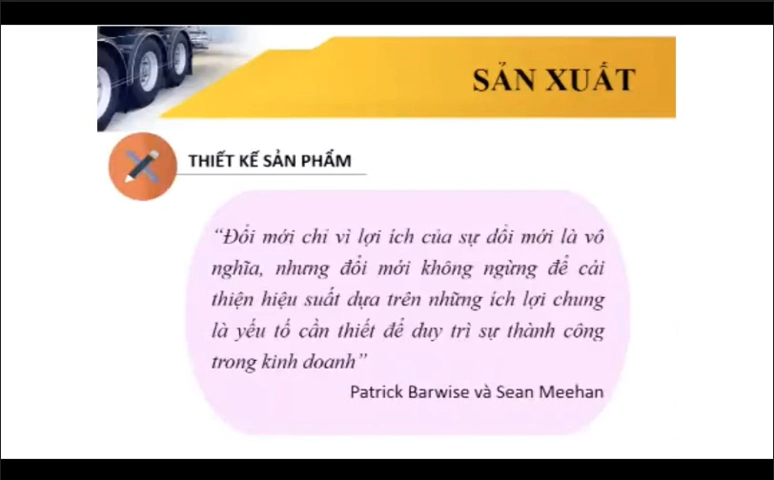 SẢN XUẤT
THIẾT KẾ SẢN PHẨM
“Đổi mới chỉ vì lợi ích của sự đổi mới là vô
nghĩa, nhưng đổi mới không ngừng để cải
thiện hiệu suất dựa trên những ích lợi chung
là yếu tố cần thiết để duy trì sự thành công
trong kinh doanh”
Patrick Barwise và Sean Meehan